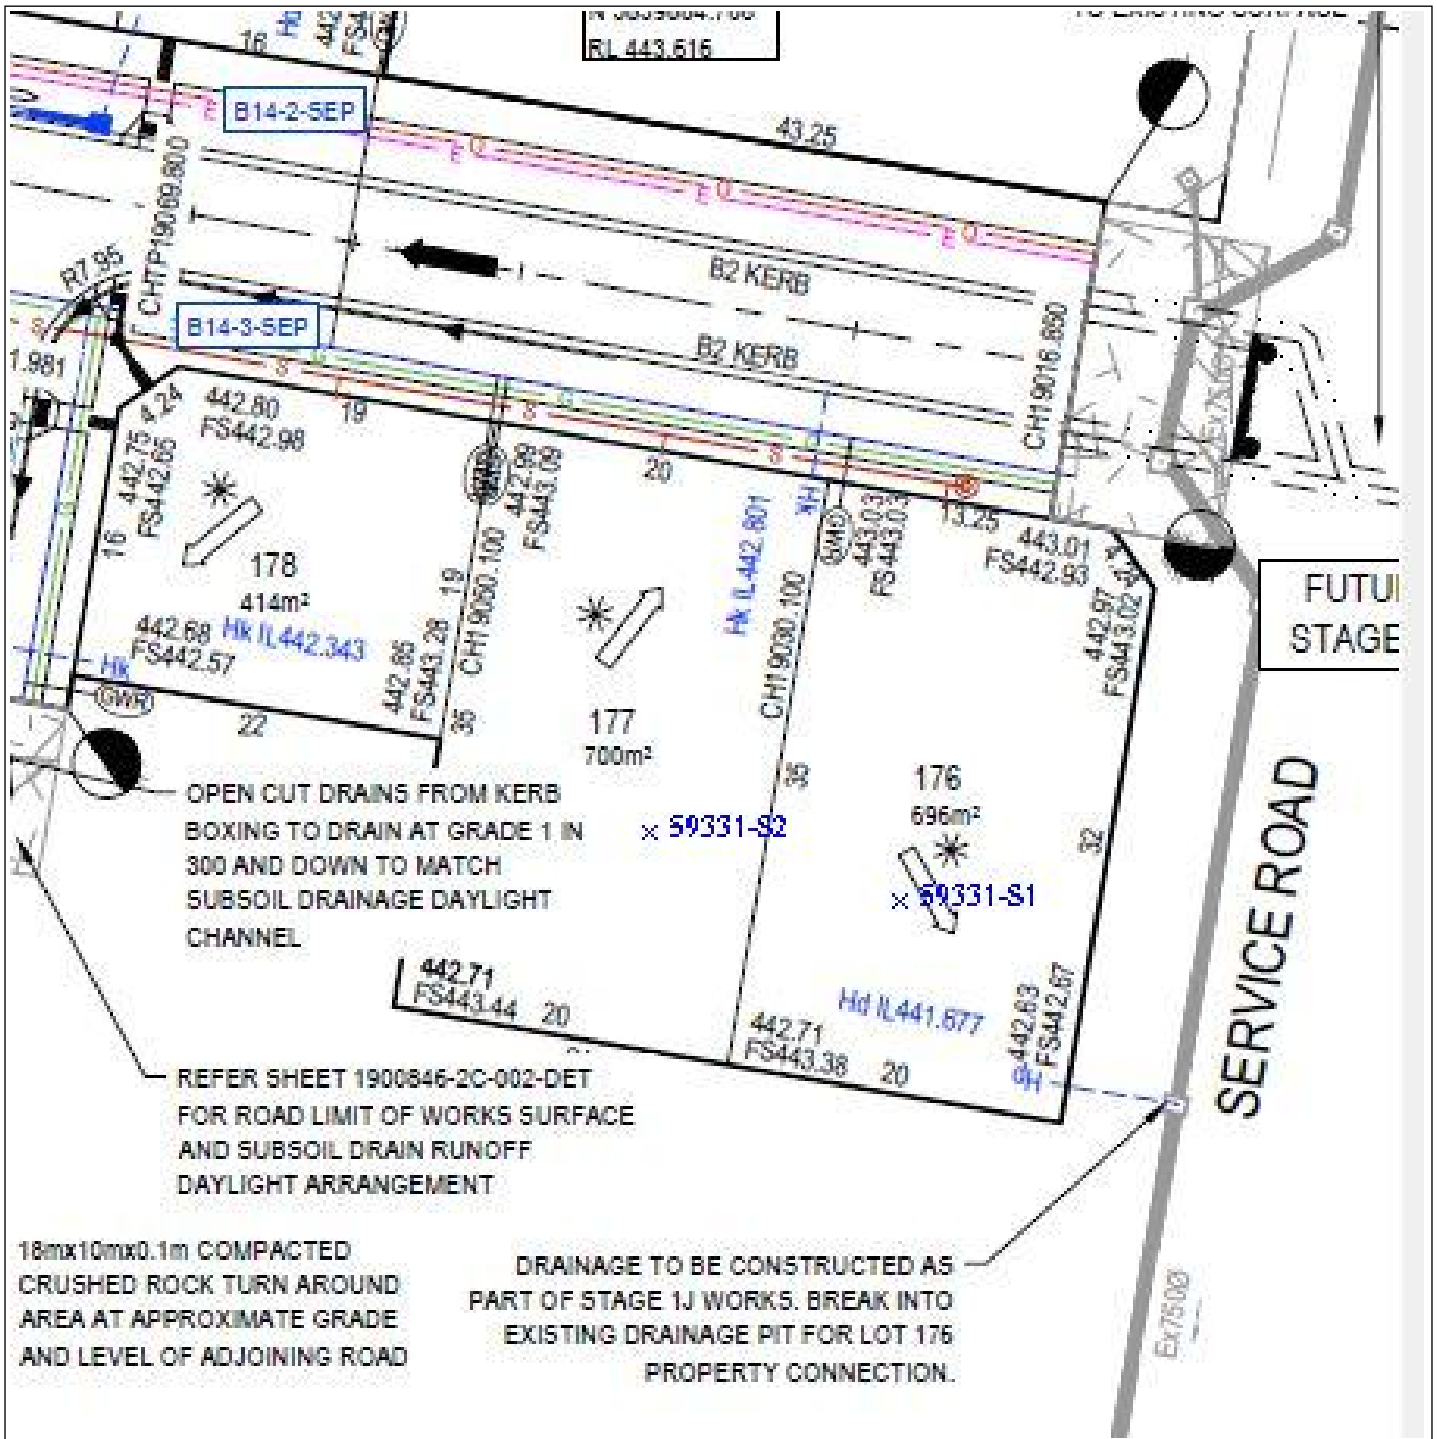 RL 443.616
16
B14-2-SEP
43.25
E
O
E
O
E
O
E
CHTP19069.800
R7.95
B2 KERB
B14-3-SEP
B2 KERB
CH19016.850
1.981
S
S
S
S
4.24
442.80
FS442.98
19
20
13.25
442.75
FS442.65
442.89
FS443.09
443.03
FS443.03
443.01
FS442.93
442.97
FS443.02
16
178
414m²
19
CH19050.100
Hk IL442.601
Hk
CH19030.100
FUTU
STAGE
442.68
FS442.57
Hk IL442.343
442.85
FS443.28
Hk
GWR
22
177
700m²
176
696m²
32
59331-S2
59331-S1
OPEN CUT DRAINS FROM KERB
BOXING TO DRAIN AT GRADE 1 IN
300 AND DOWN TO MATCH
SUBSOIL DRAINAGE DAYLIGHT
CHANNEL
SERVICE ROAD
442.71
FS443.44
20
442.71
FS443.38
20
Hd IL441.677
442.63
FS442.67
Hd
REFER SHEET 1900846-2C-002-DET
FOR ROAD LIMIT OF WORKS SURFACE
AND SUBSOIL DRAIN RUNOFF
DAYLIGHT ARRANGEMENT
18mx10mx0.1m COMPACTED
CRUSHED ROCK TURN AROUND
AREA AT APPROXIMATE GRADE
AND LEVEL OF ADJOINING ROAD
DRAINAGE TO BE CONSTRUCTED AS
PART OF STAGE 1J WORKS. BREAK INTO
EXISTING DRAINAGE PIT FOR LOT 176
PROPERTY CONNECTION.